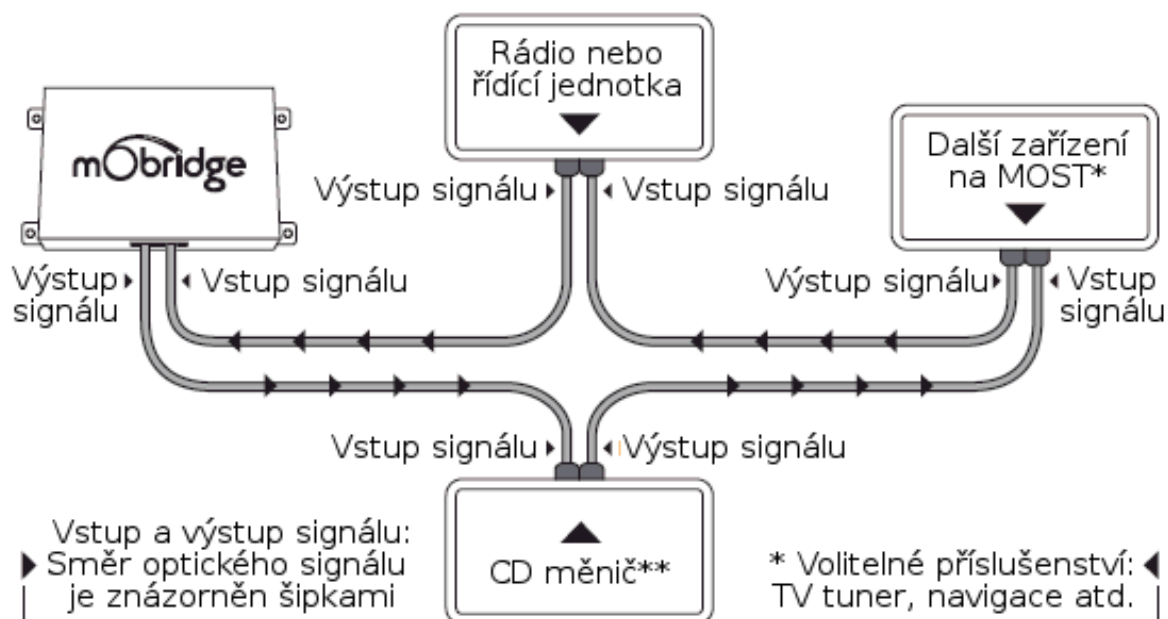 Rádio nebo
řídící jednotka
mObridge
Další zařízení
na MOST*
Výstup signálu
Vstup signálu
Výstup
signálu
Vstup signálu
Výstup signálu
Vstup
signálu
Vstup signálu
Výstup signálu
CD měnič**
Vstup a výstup signálu:
Směr optického signálu
je znázorněn šipkami
* Volitelné příslušenství:
TV tuner, navigace atd.